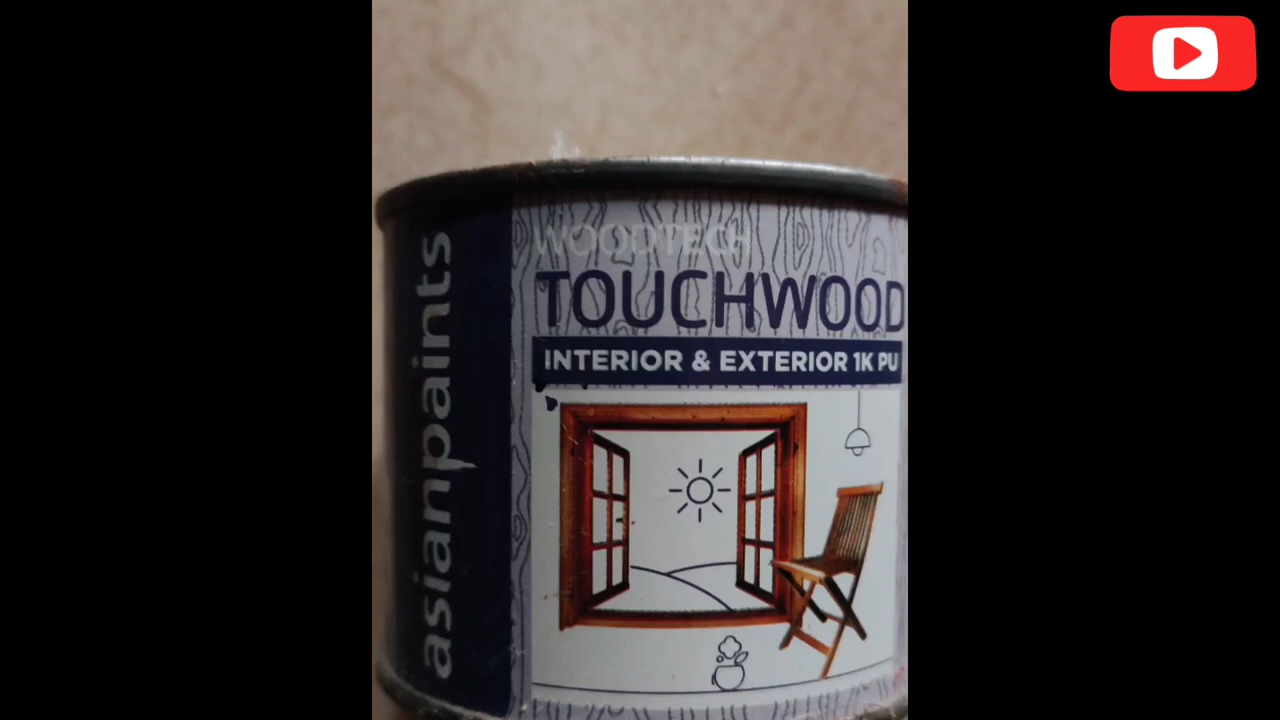 asianpaints
WOODTECH
TOUCHWOOD
INTERIOR & EXTERIOR 1K PU